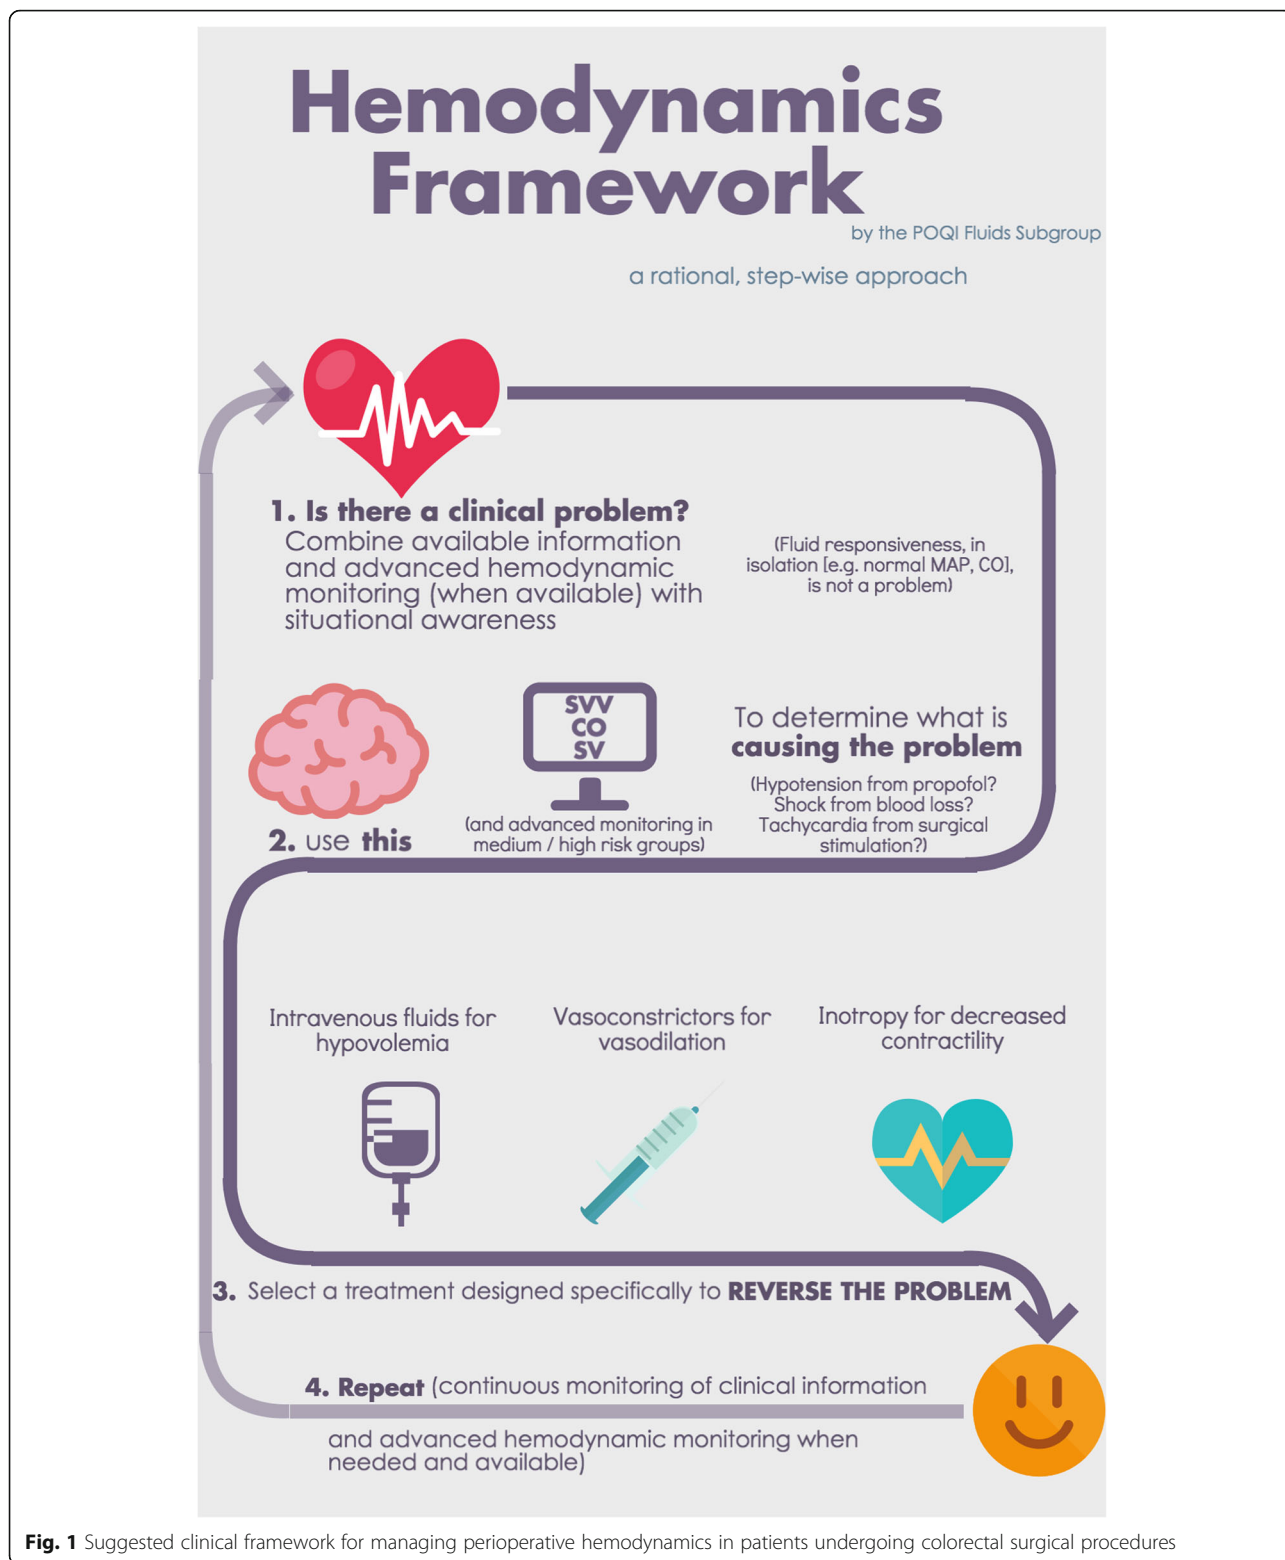 Hemodynamics
Framework
by the POQI Fluids Subgroup
a rational, step-wise approach
1. Is there a clinical problem?
Combine available information
and advanced hemodynamic
monitoring (when available) with
situational awareness
(Fluid responsiveness, in
isolation [e.g. normal MAP, CO],
is not a problem)
SVV
CO
SV
2. use this
(and advanced monitoring in
medium / high risk groups)
To determine what is
causing the problem
(Hypotension from propofol?
Shock from blood loss?
Tachycardia from surgical
stimulation?)
Intravenous fluids for
hypovolemia
Vasoconstrictors for
vasodilation
Inotropy for decreased
contractility
3. Select a treatment designed specifically to REVERSE THE PROBLEM
4. Repeat (continuous monitoring of clinical information
and advanced hemodynamic monitoring when
needed and available)
Fig. 1 Suggested clinical framework for managing perioperative hemodynamics in patients undergoing colorectal surgical procedures